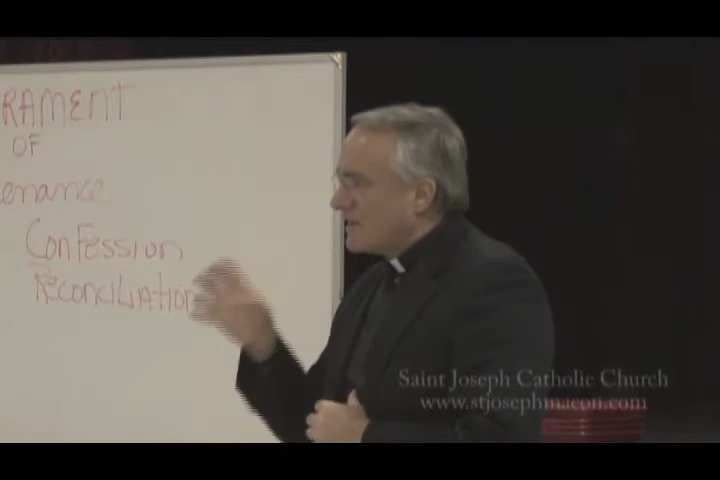 RAMENT
OF
enance
Confession
Reconciliation
Saint Joseph Catholic Church
www.stjosephmacon.com